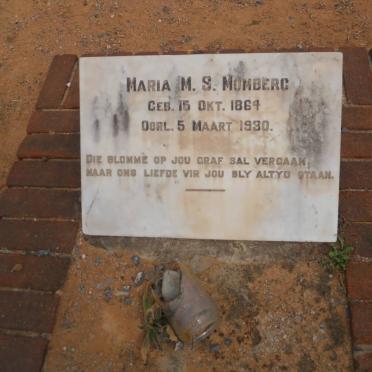 MARIA M. S. MOMBERG
GEB. 15 OKT. 1864
OORL. 5 MAART 1930.
DIE BLOMME OP JOU GRAF SAL VERGAAN,
MAAR ONS LIEFDE VIR JOU BLY ALTYD STAAN.